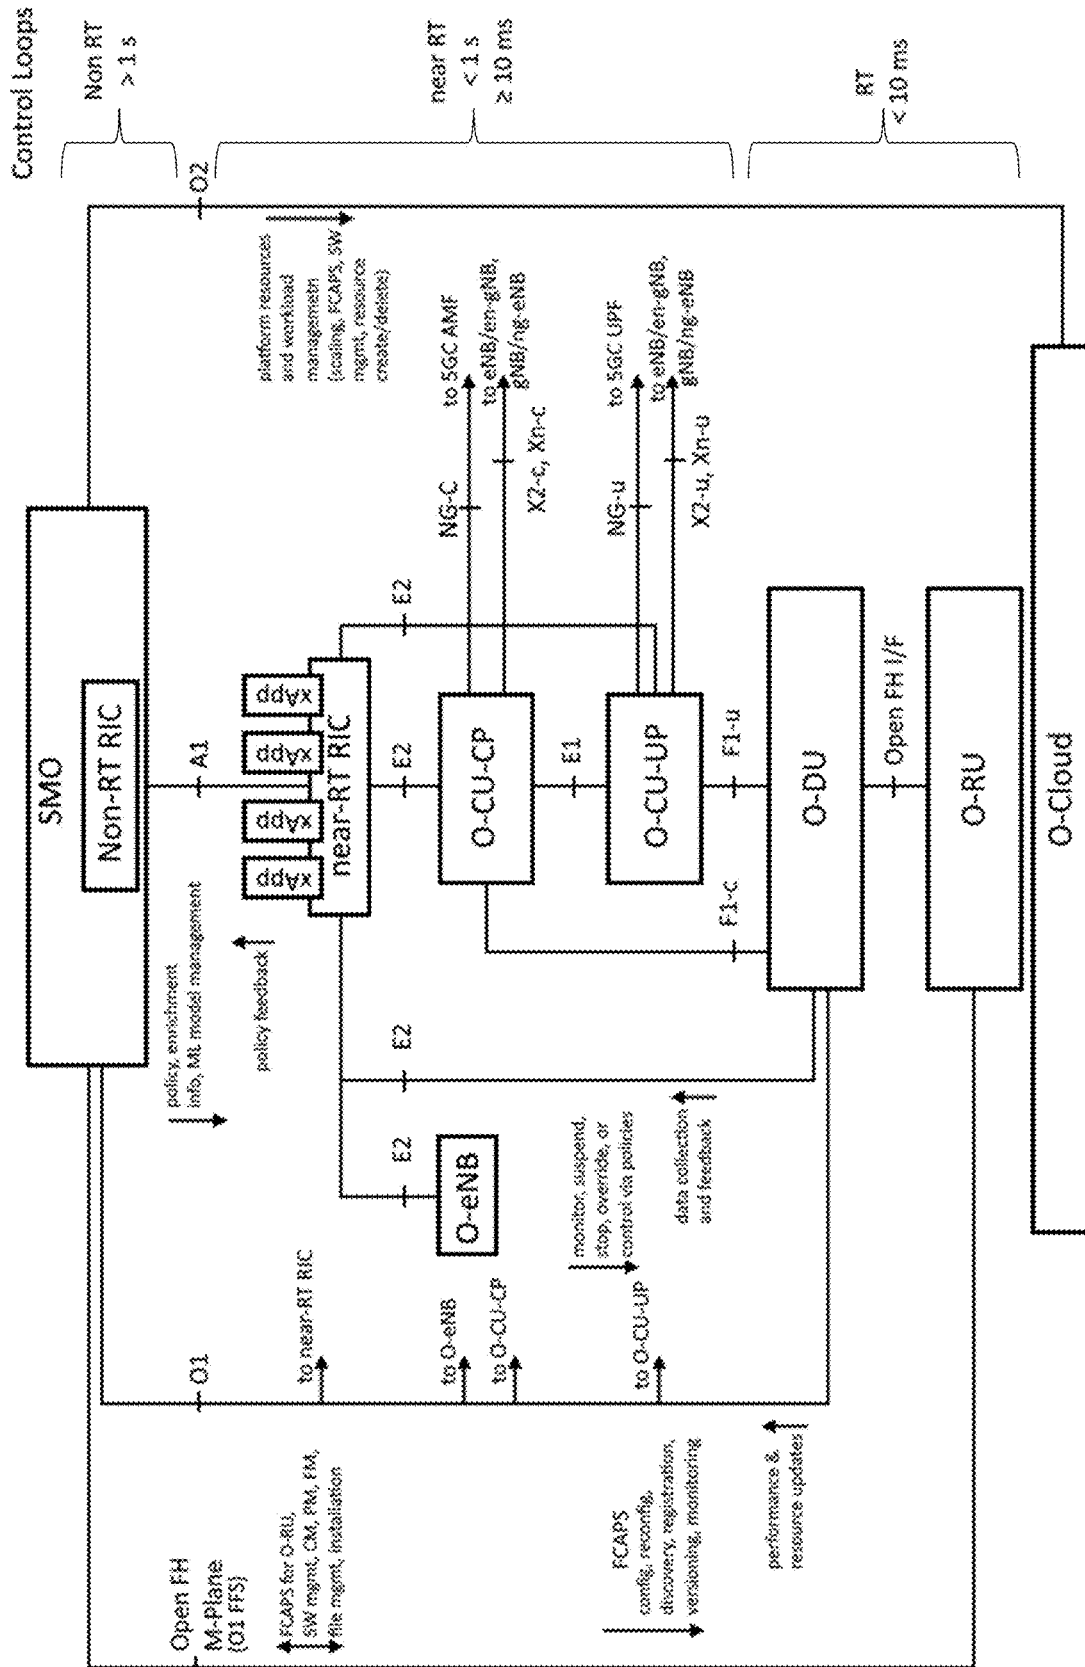 Control Loops
Non RT
> 1 s
near RT
< 1 s
≥ 10 ms
RT
< 10 ms
SMO
Non-RT RIC
O2
platform resources
and workload
managemetn
(scaling, FCAPS, SW
mgmt, resource
create/delete)
A1
policy, enrichment
info, ML model management
policy feedback
xApp
xApp
xApp
xApp
near-RT RIC
E2
E2
E2
E2
O-CU-CP
NG-C
to 5GC AMF
X2-c, Xn-c
to eNB/en-gNB,
gNB/ng-eNB
E1
O-CU-UP
NG-u
to 5GC UPF
X2-u, Xn-u
to eNB/en-gNB,
gNB/ng-eNB
F1-c
F1-u
O-DU
Open FH I/F
O-RU
O-Cloud
O-eNB
monitor, suspend,
stop, override, or
control via policies
data collection
and feedback
O1
to near-RT RIC
to O-eNB
to O-CU-CP
to O-CU-UP
Open FH
M-Plane
(O1 FFS)
FCAPS for O-RU,
SW mgmt, CM, PM, FM,
file mgmt, installation
FCAPS
config, reconfig,
discovery, registration,
versioning, monitoring
performance &
resource updates